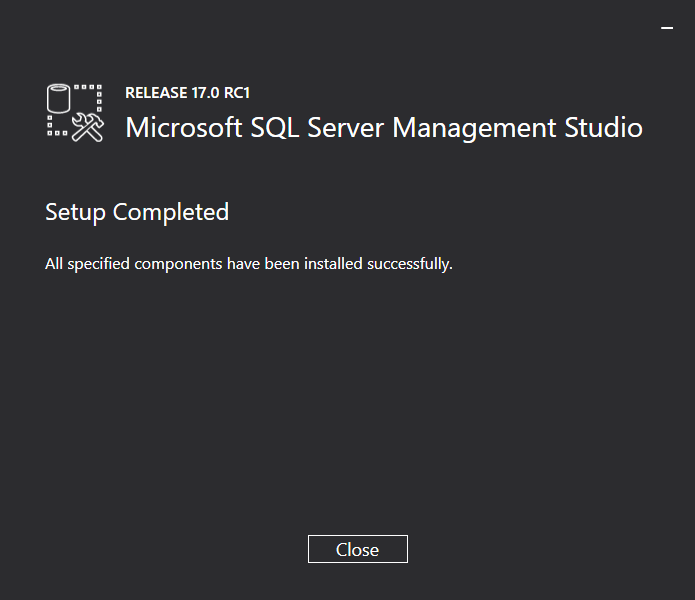 RELEASE 17.0 RC1
Microsoft SQL Server Management Studio
Setup Completed
All specified components have been installed successfully.
Close